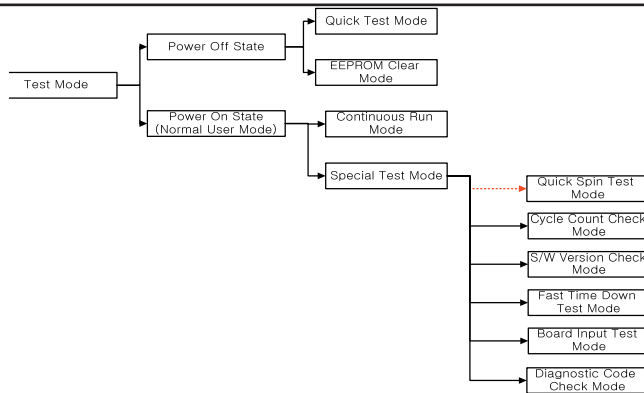 Test Mode
Power Off State
Quick Test Mode
EEPROM Clear
Mode
Power On State
(Normal User Mode)
Continuous Run
Mode
Special Test Mode
Quick Spin Test
Mode
Cycle Count Check
Mode
S/W Version Check
Mode
Fast Time Down
Test Mode
Board Input Test
Mode
Diagnostic Code
Check Mode